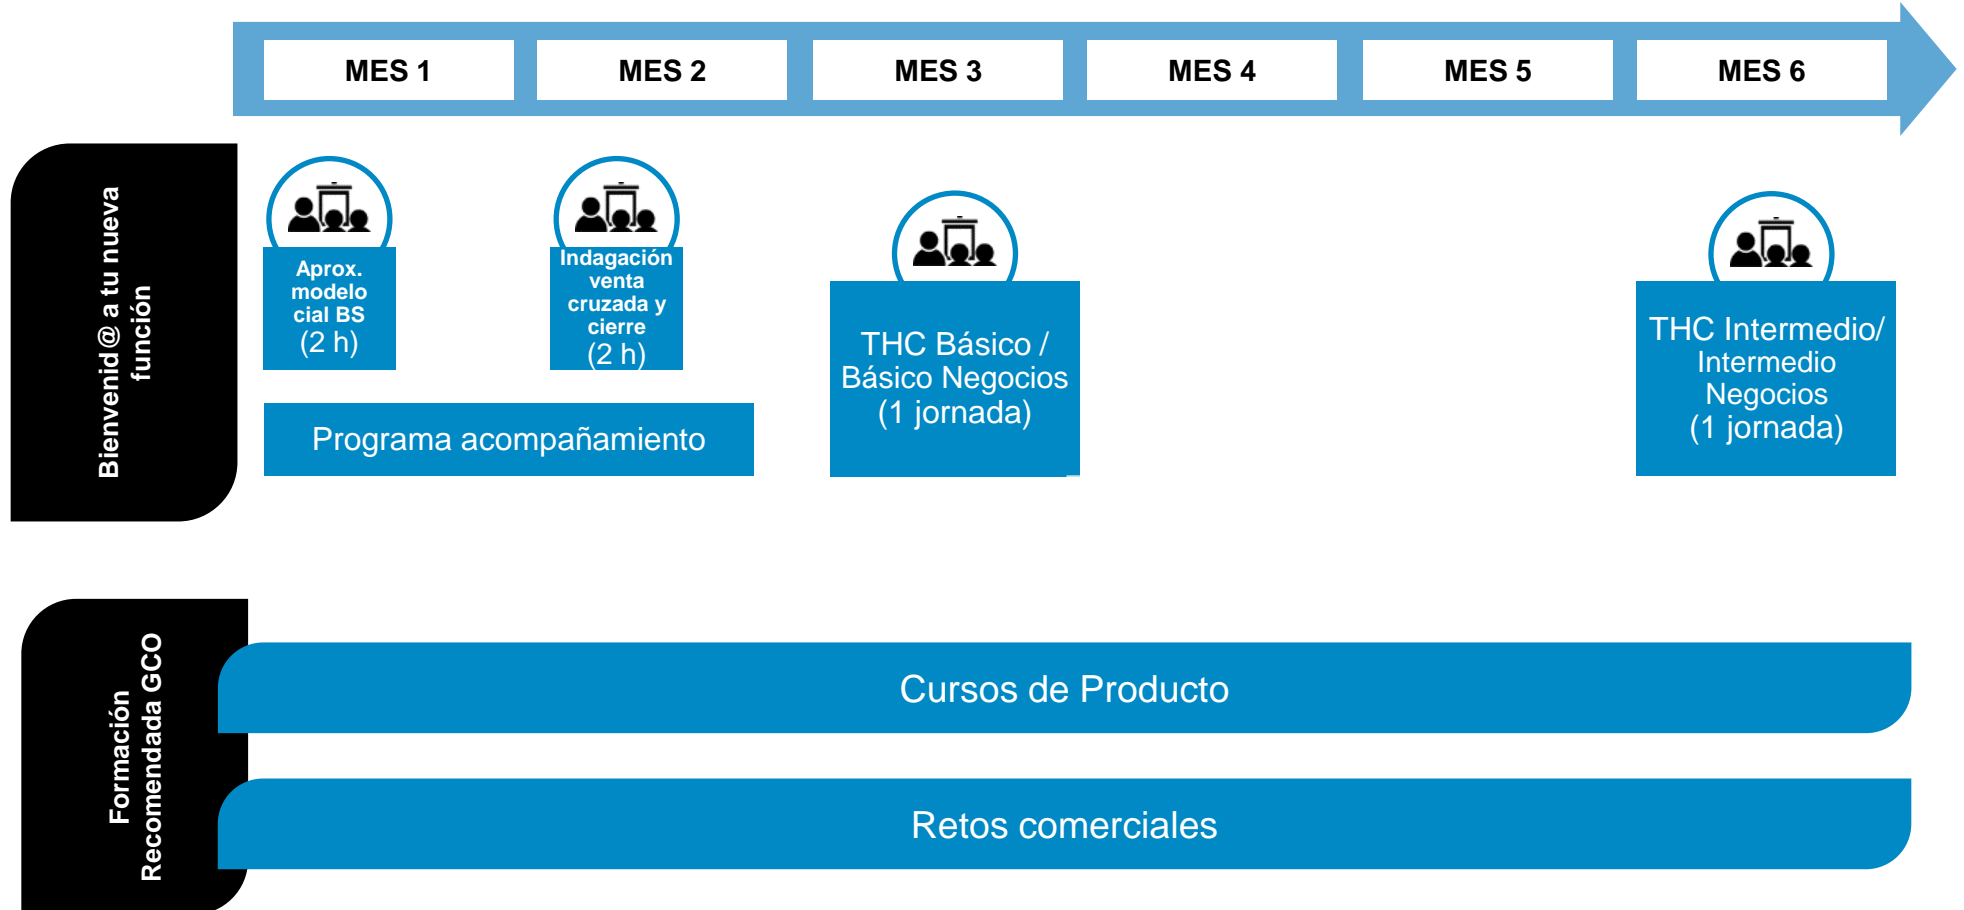 MES 1
MES 2
MES 3
MES 4
MES 5
MES 6
Bienvenid@ a tu nueva
función
Aprox.
modelo
cial BS
(2 h)
Indagación
venta
cruzada y
cierre
(2 h)
Programa acompañamiento
THC Básico /
Básico Negocios
(1 jornada)
THC Intermedio/
Intermedio
Negocios
(1 jornada)
Formación
Recomendada GCO
Cursos de Producto
Retos comerciales